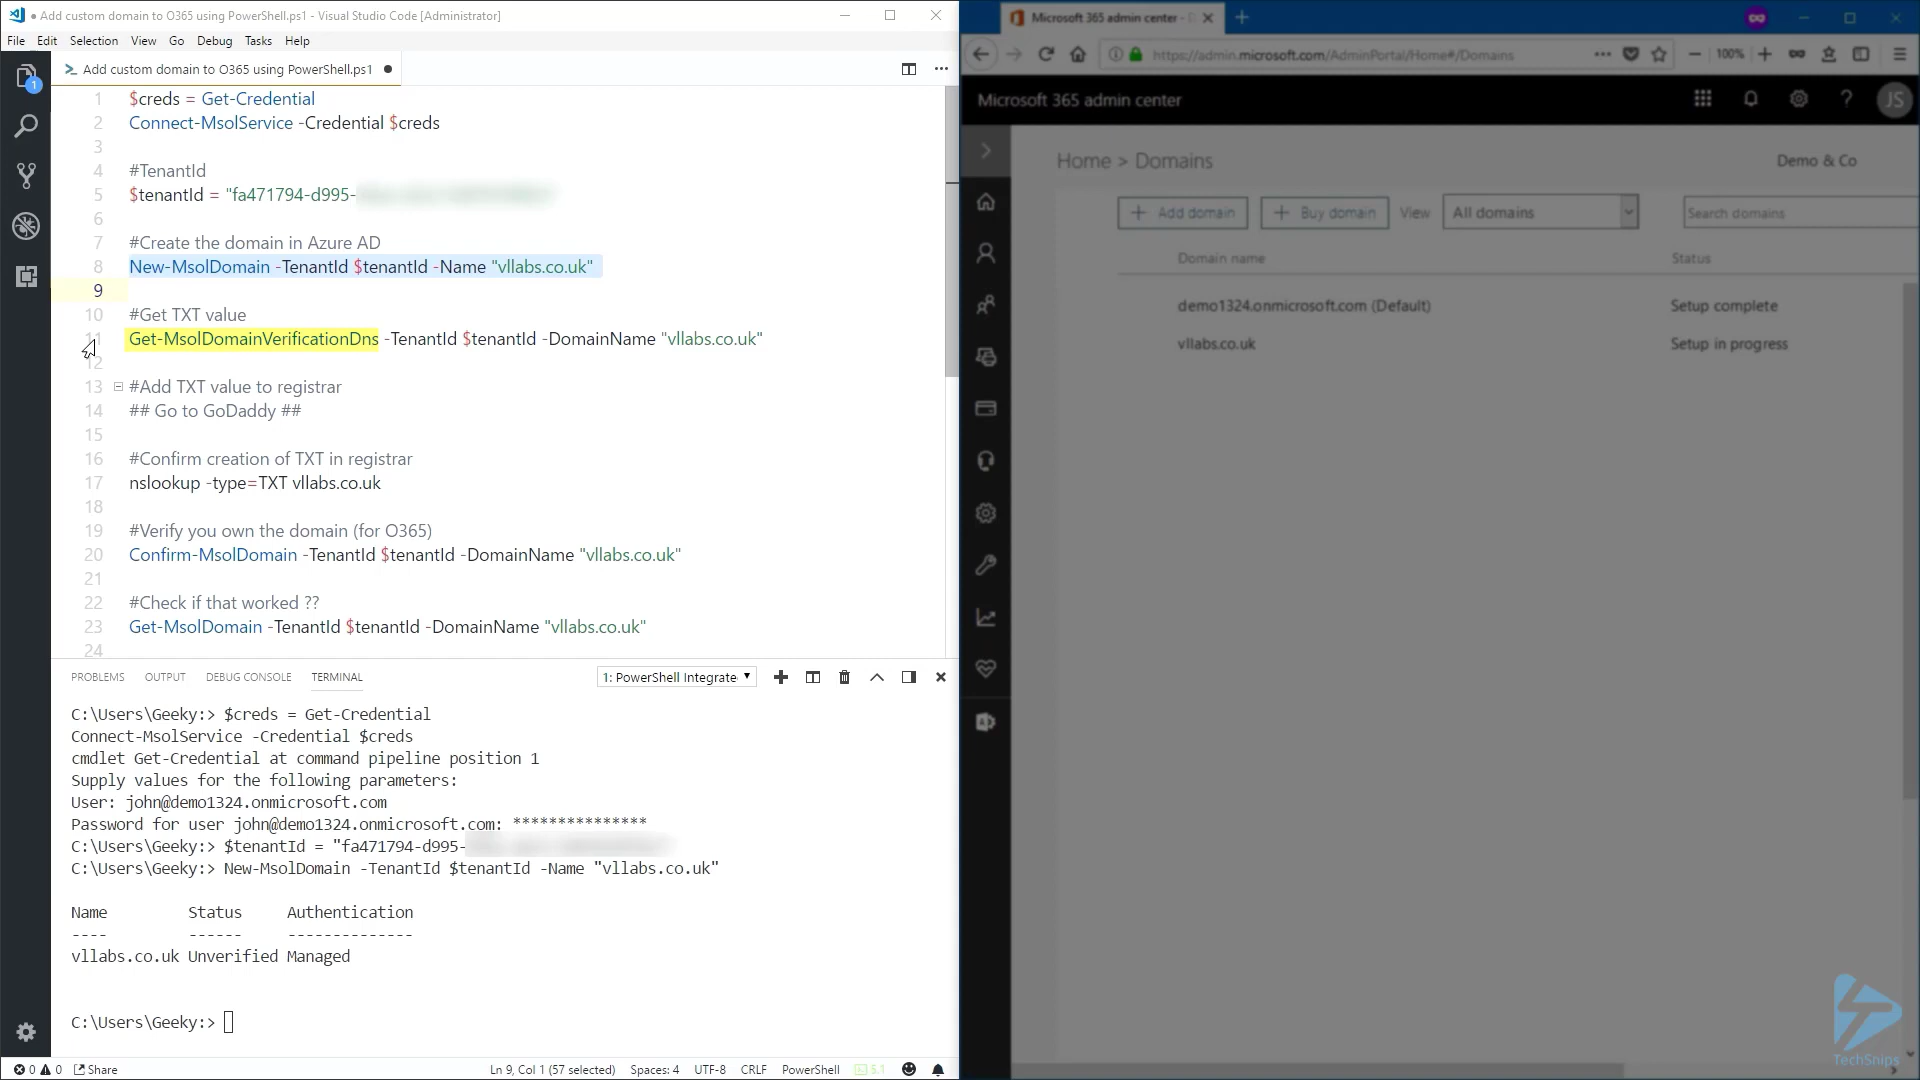 ● Add custom domain to O365 using PowerShell.ps1 - Visual Studio Code [Administrator]
File Edit Selection View Go Debug Tasks Help
Add custom domain to O365 using PowerShell.ps1 ●
1
1 $creds = Get-Credential
2 Connect-MsolService -Credential $creds
3
4 #TenantId
5 $tenantId = "fa471794-d995-
6
7 #Create the domain in Azure AD
8 New-MsolDomain -TenantId $tenantId -Name "vllabs.co.uk"
9
10 #Get TXT value
11 Get-MsolDomainVerificationDns -TenantId $tenantId -DomainName "vllabs.co.uk"
12
13 #Add TXT value to registrar
14 ## Go to GoDaddy ##
15
16 #Confirm creation of TXT in registrar
17 nslookup -type=TXT vllabs.co.uk
18
19 #Verify you own the domain (for O365)
20 Confirm-MsolDomain -TenantId $tenantId -DomainName "vllabs.co.uk"
21
22 #Check if that worked ??
23 Get-MsolDomain -TenantId $tenantId -DomainName "vllabs.co.uk"
24
PROBLEMS OUTPUT DEBUG CONSOLE TERMINAL 1: PowerShell Integrate
C:\Users\Geeky:> $creds = Get-Credential
Connect-MsolService -Credential $creds
cmdlet Get-Credential at command pipeline position 1
Supply values for the following parameters:
User: john@demo1324.onmicrosoft.com
Password for user john@demo1324.onmicrosoft.com: ***************
C:\Users\Geeky:> $tenantId = "fa471794-d995-
C:\Users\Geeky:> New-MsolDomain -TenantId $tenantId -Name "vllabs.co.uk"
Name Status Authentication
---- ------ --------------
vllabs.co.uk Unverified Managed
C:\Users\Geeky:>
0 0 Share Ln 9, Col 1 (57 selected) Spaces: 4 UTF-8 CRLF PowerShell 5.1
Microsoft 365 admin center -
https://admin.microsoft.com/AdminPortal/Home#/Domains 100%
Microsoft 365 admin center ? JS
Home > Domains Demo & Co
+ Add domain + Buy domain View All domains Search domains
Domain name Status
demo1324.onmicrosoft.com (Default) Setup complete
vllabs.co.uk Setup in progress
TechSnips